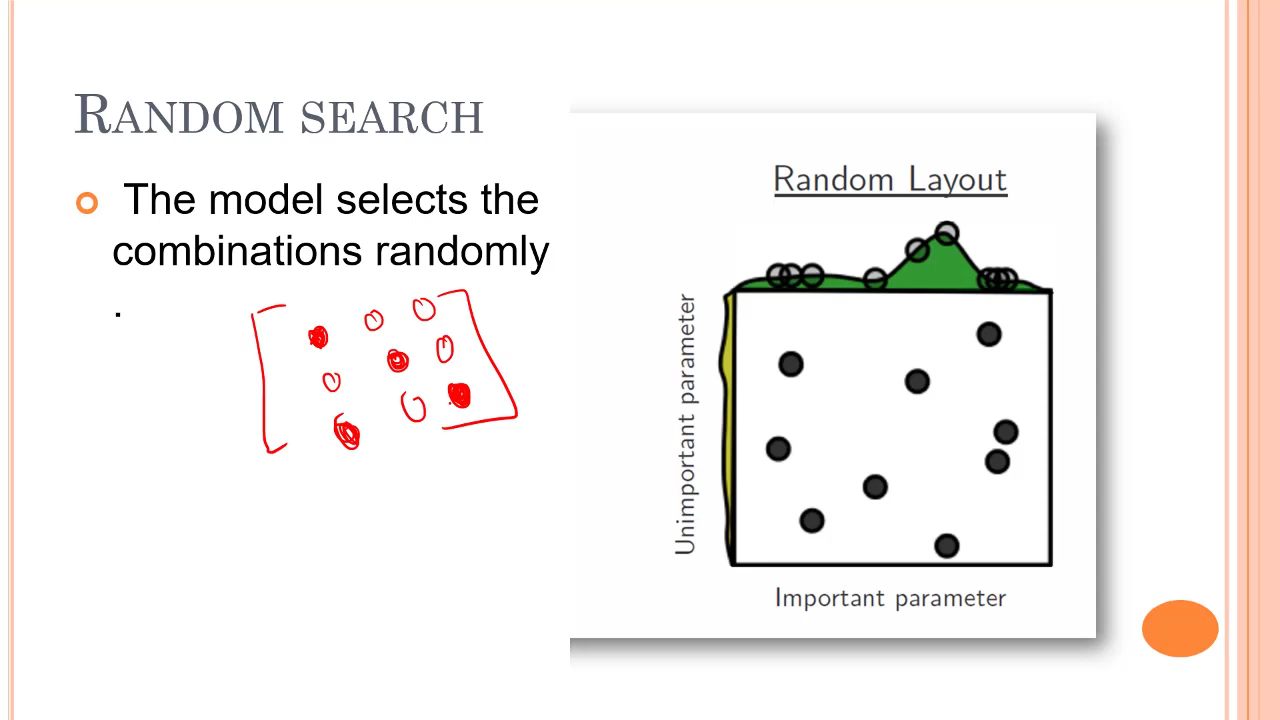 RANDOM SEARCH
The model selects the
combinations randomly
.
Random Layout
Unimportant parameter
Important parameter